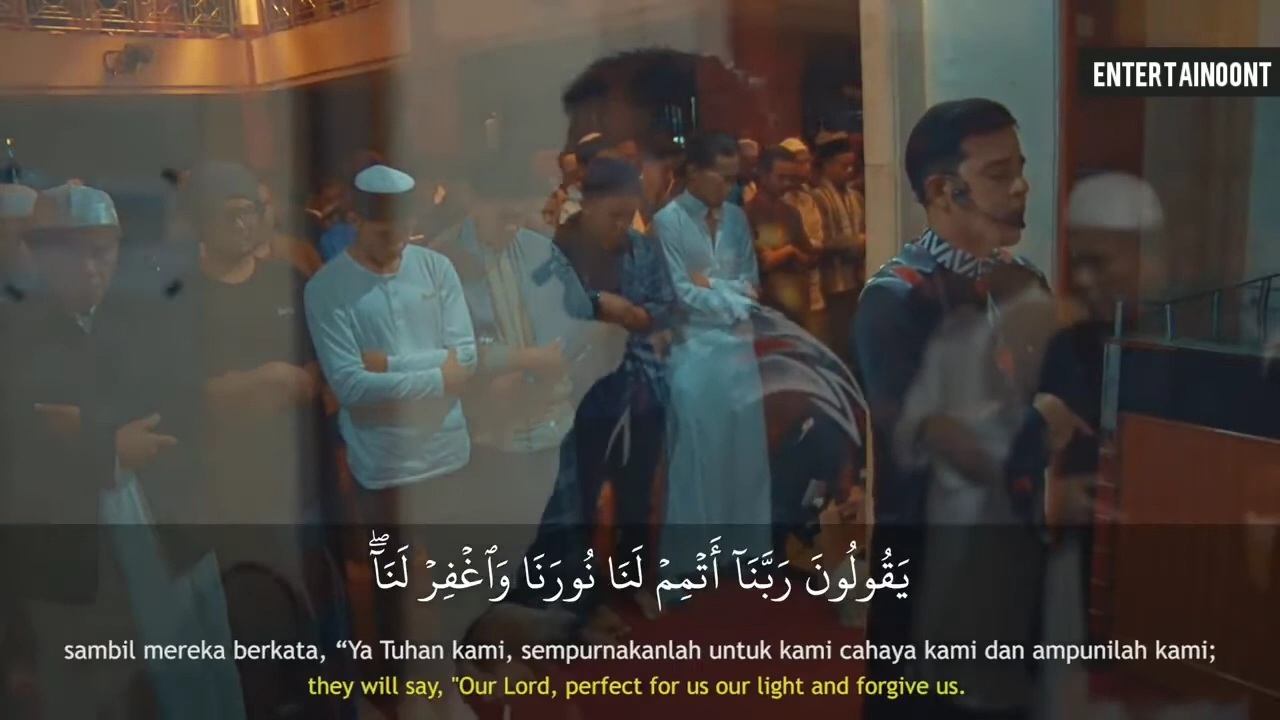 ENTERTAINOONT
يَقُولُونَ رَبَّنَآ أَتۡمِمۡ لَنَا نُورَنَا وَٱغۡفِرۡ لَنَآۖ
sambil mereka berkata, “Ya Tuhan kami, sempurnakanlah untuk kami cahaya kami dan ampunilah kami;
they will say, "Our Lord, perfect for us our light and forgive us.